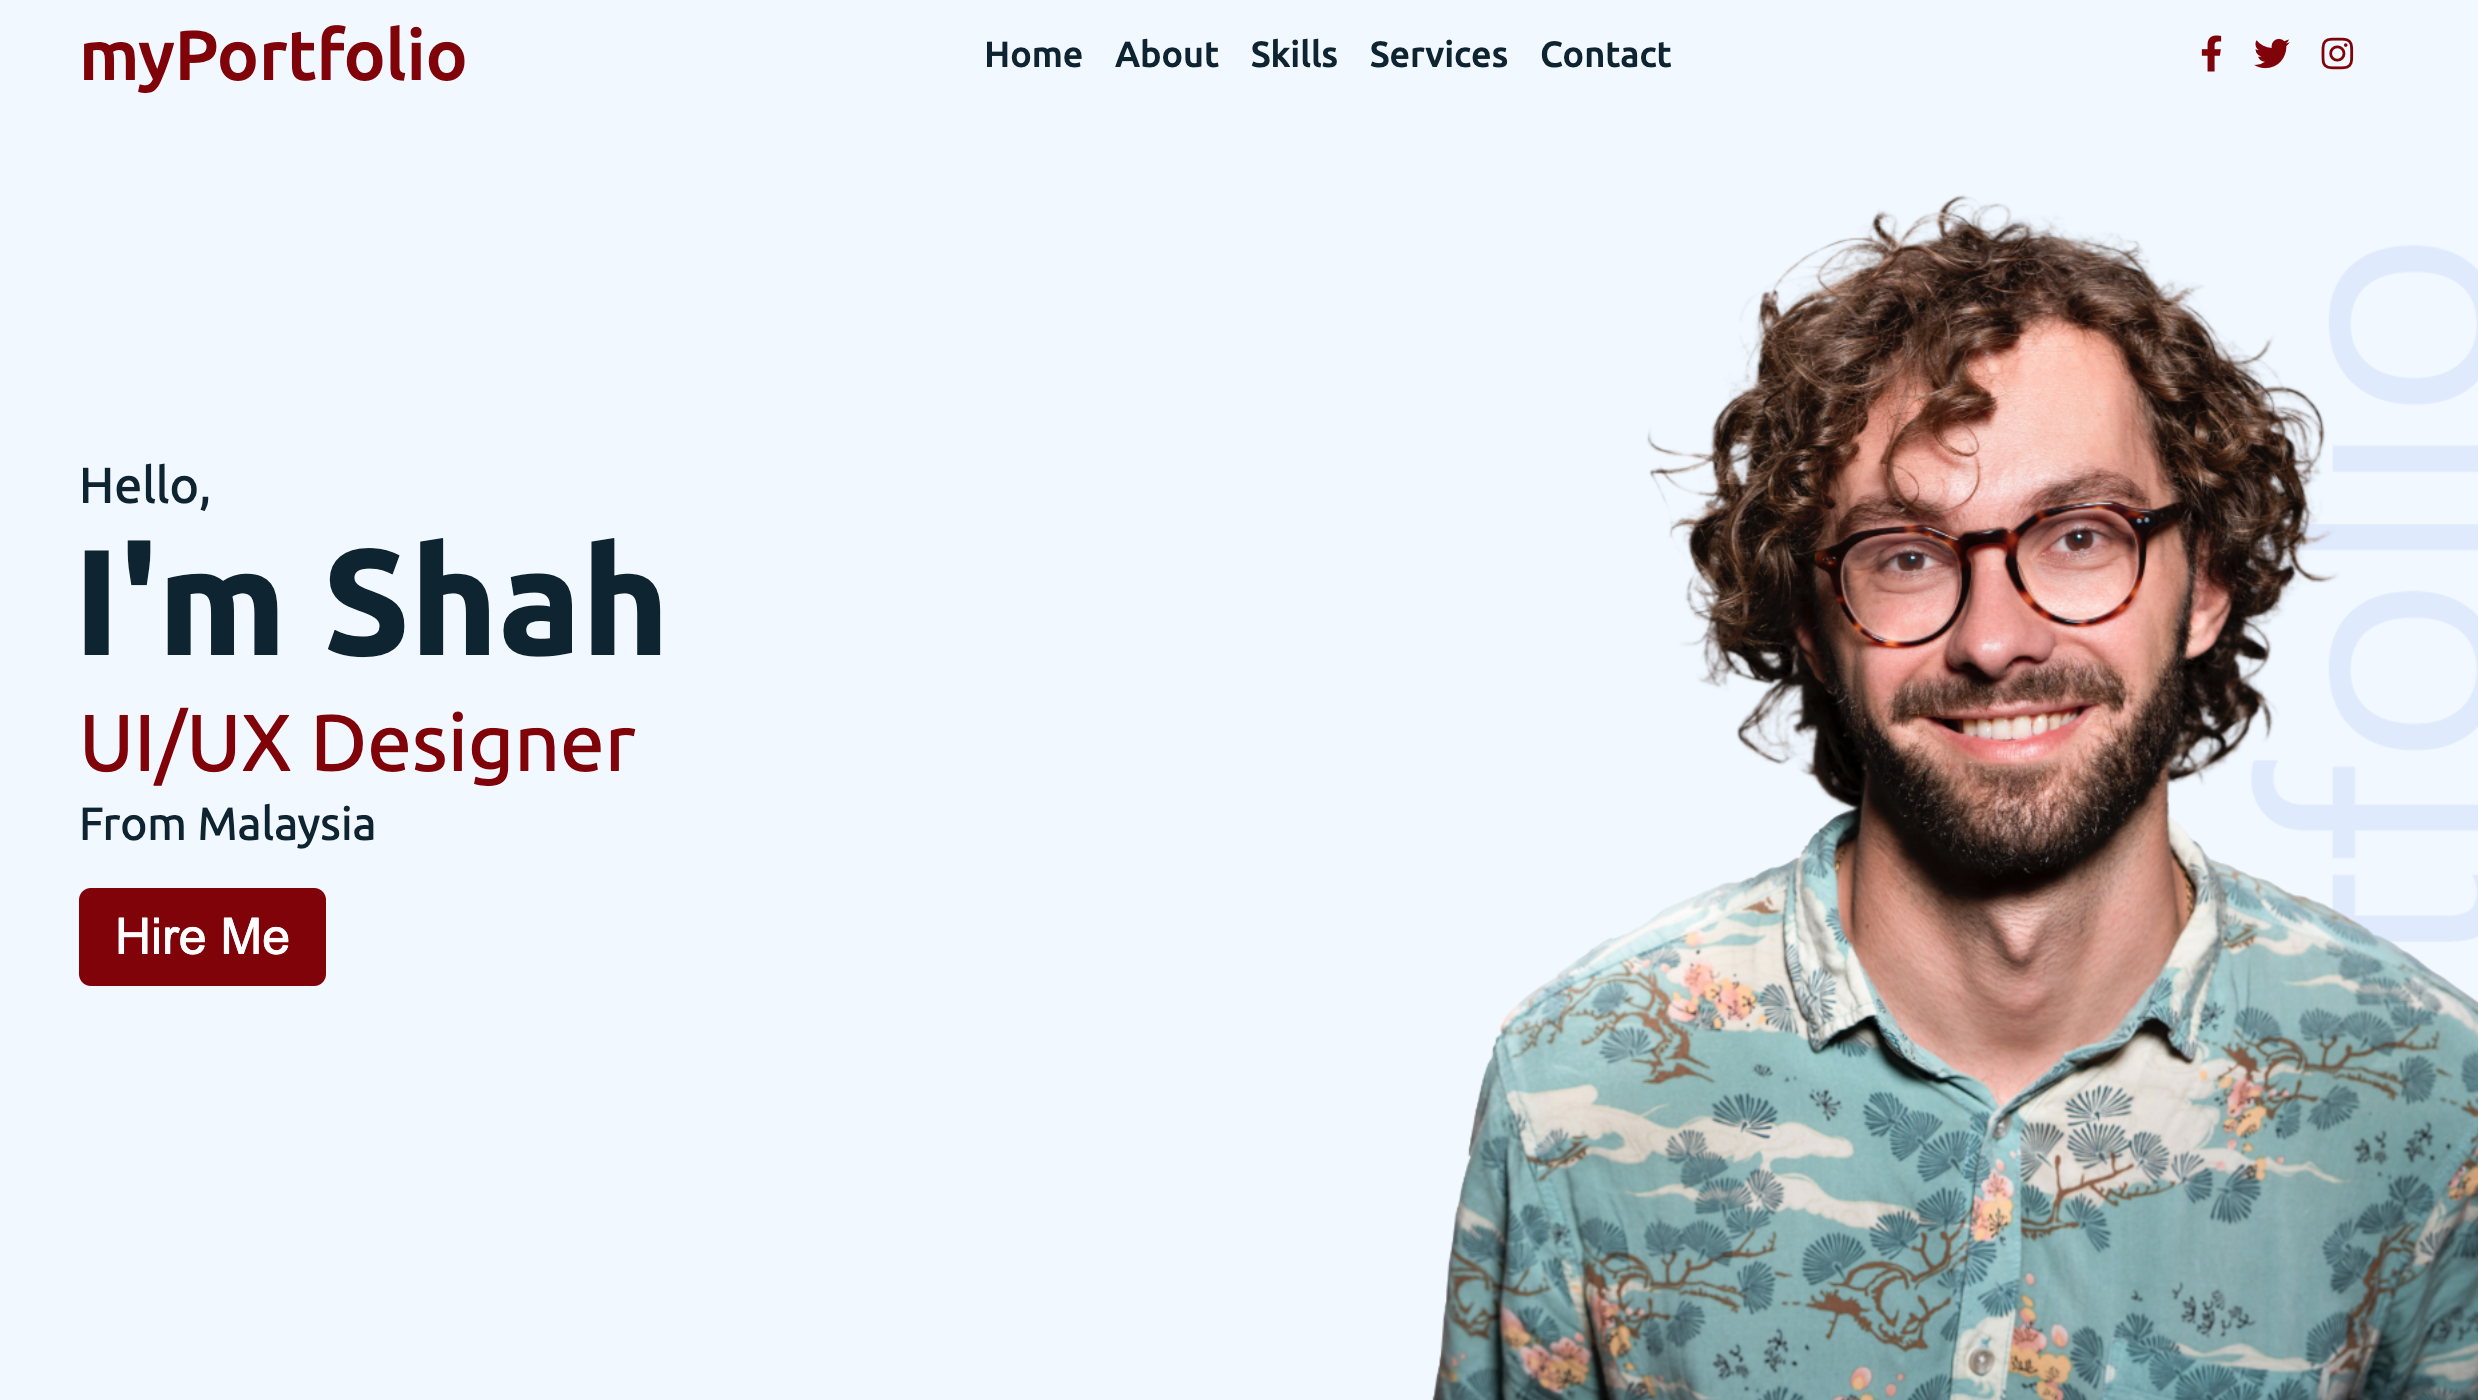 myPortfolio
Home About Skills Services Contact
Hello,
I'm Shah
UI/UX Designer
From Malaysia
Hire Me
tfolio